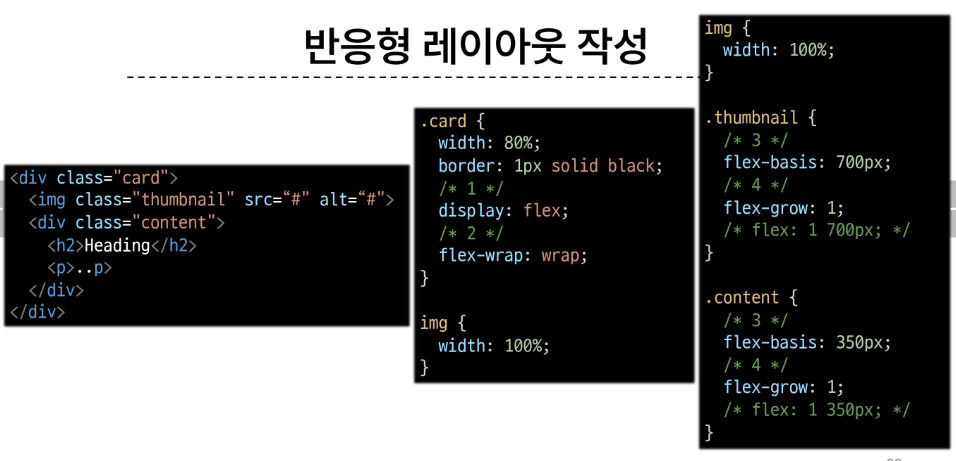 반응형 레이아웃 작성
<div class="card">
  <img class="thumbnail" src=“#" alt=“#">
  <div class="content">
    <h2>Heading</h2>
    <p>..p>
  </div>
</div>
.card {
  width: 80%;
  border: 1px solid black;
  /* 1 */
  display: flex;
  /* 2 */
  flex-wrap: wrap;
}
img {
  width: 100%;
}
img {
  width: 100%;
}
.thumbnail {
  /* 3 */
  flex-basis: 700px;
  /* 4 */
  flex-grow: 1;
  /* flex: 1 700px; */
}
.content {
  /* 3 */
  flex-basis: 350px;
  /* 4 */
  flex-grow: 1;
  /* flex: 1 350px; */
}